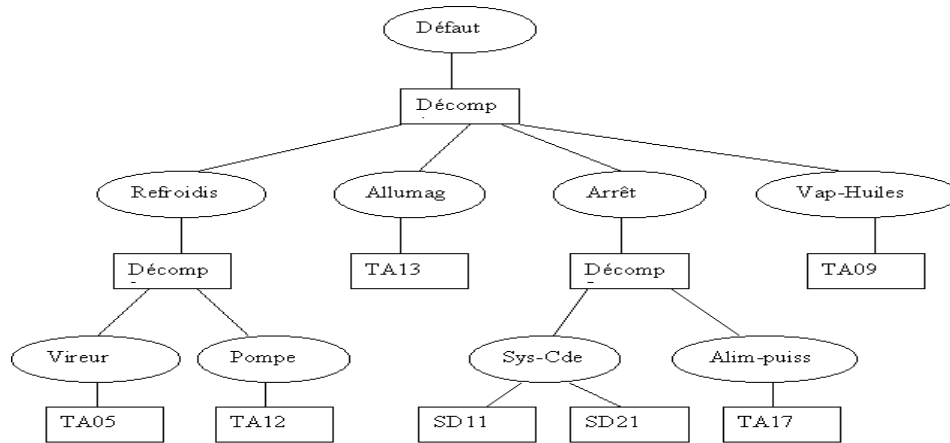 Défaut
Décomp
Refroidis
Allumag
Arrêt
Vap-Huiles
Décomp
TA13
Décomp
TA09
Vireur
Pompe
Sys-Cde
Alim-puiss
TA05
TA12
SD11
SD21
TA17